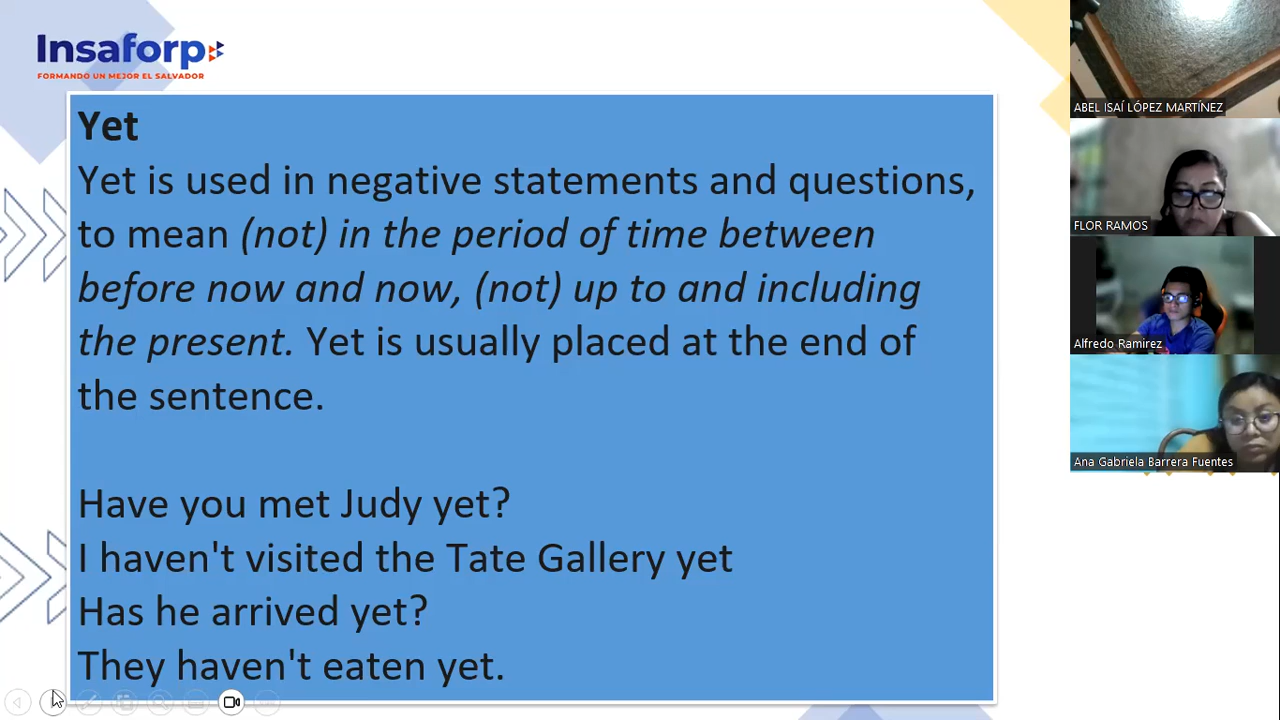 Insaforp
FORMANDO UN MEJOR EL SALVADOR
Yet
Yet is used in negative statements and questions,
to mean (not) in the period of time between
before now and now, (not) up to and including
the present. Yet is usually placed at the end of
the sentence.
Have you met Judy yet?
I haven't visited the Tate Gallery yet
Has he arrived yet?
They haven't eaten yet.
ABEL ISAÍ LÓPEZ MARTÍNEZ
FLOR RAMOS
Alfredo Ramirez
Ana Gabriela Barrera Fuentes